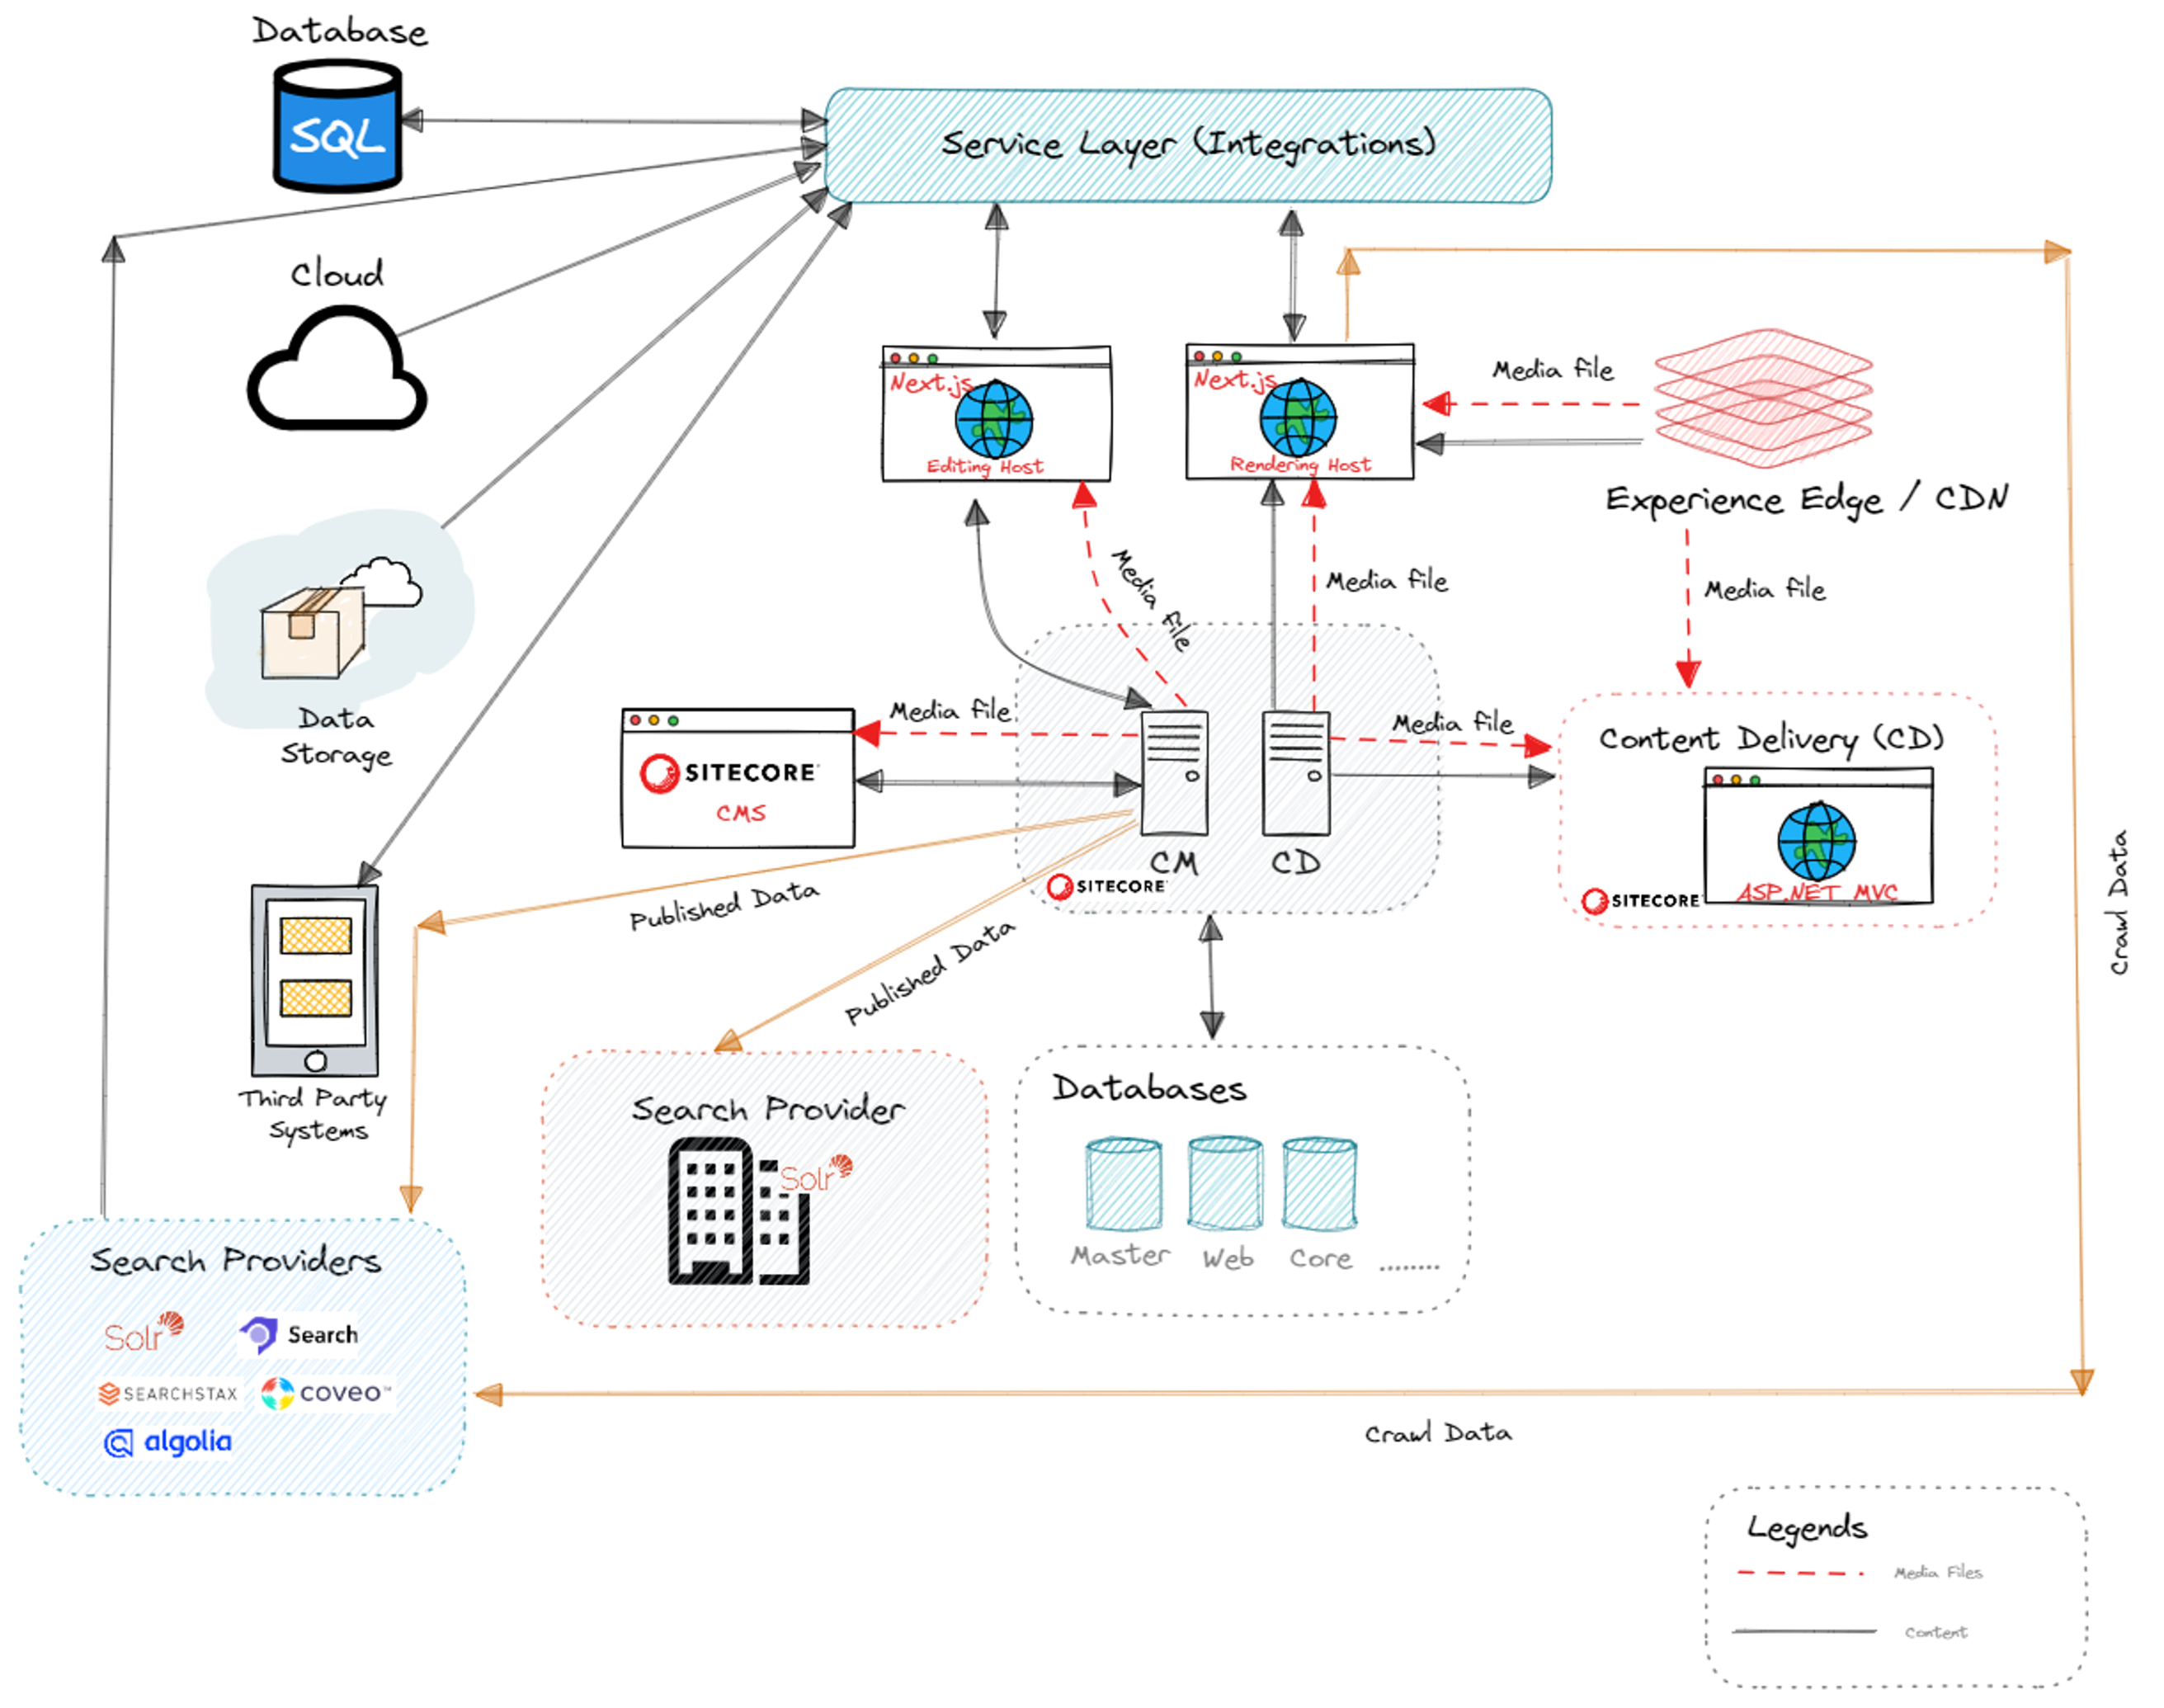 Database
SQL
Service Layer (Integrations)
Cloud
Next.js
Editing Host
Next.js
Rendering Host
Media file
Experience Edge / CDN
Media file
Media file
Media file
Data
Storage
Media file
SITECORE
CMS
Media file
Content Delivery (CD)
CM
CD
SITECORE
SITECORE
ASP.NET MVC
Published Data
Published Data
Crawl Data
Third Party
Systems
Search Provider
Solr
Databases
Master
Web
Core
........
Search Providers
Solr
Search
SEARCHSTAX
coveo™
algolia
Crawl Data
Legends
Media Files
Content